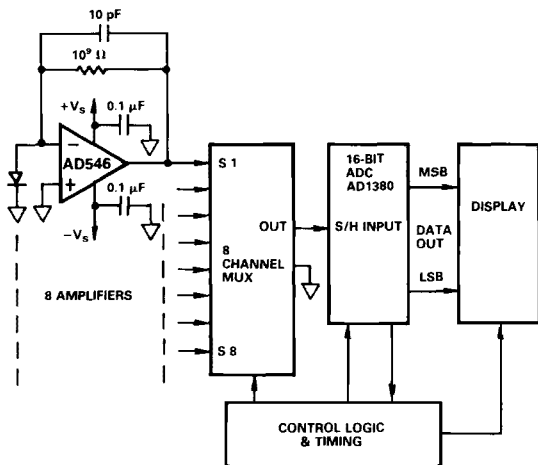 10 pF
10⁹ Ω
+Vs
0.1 µF
−
AD546
+
0.1 µF
−Vs
8 AMPLIFIERS
S 1
OUT
8
CHANNEL
MUX
S 8
16-BIT
ADC
AD1380
S/H INPUT
MSB
DATA
OUT
LSB
DISPLAY
CONTROL LOGIC
& TIMING